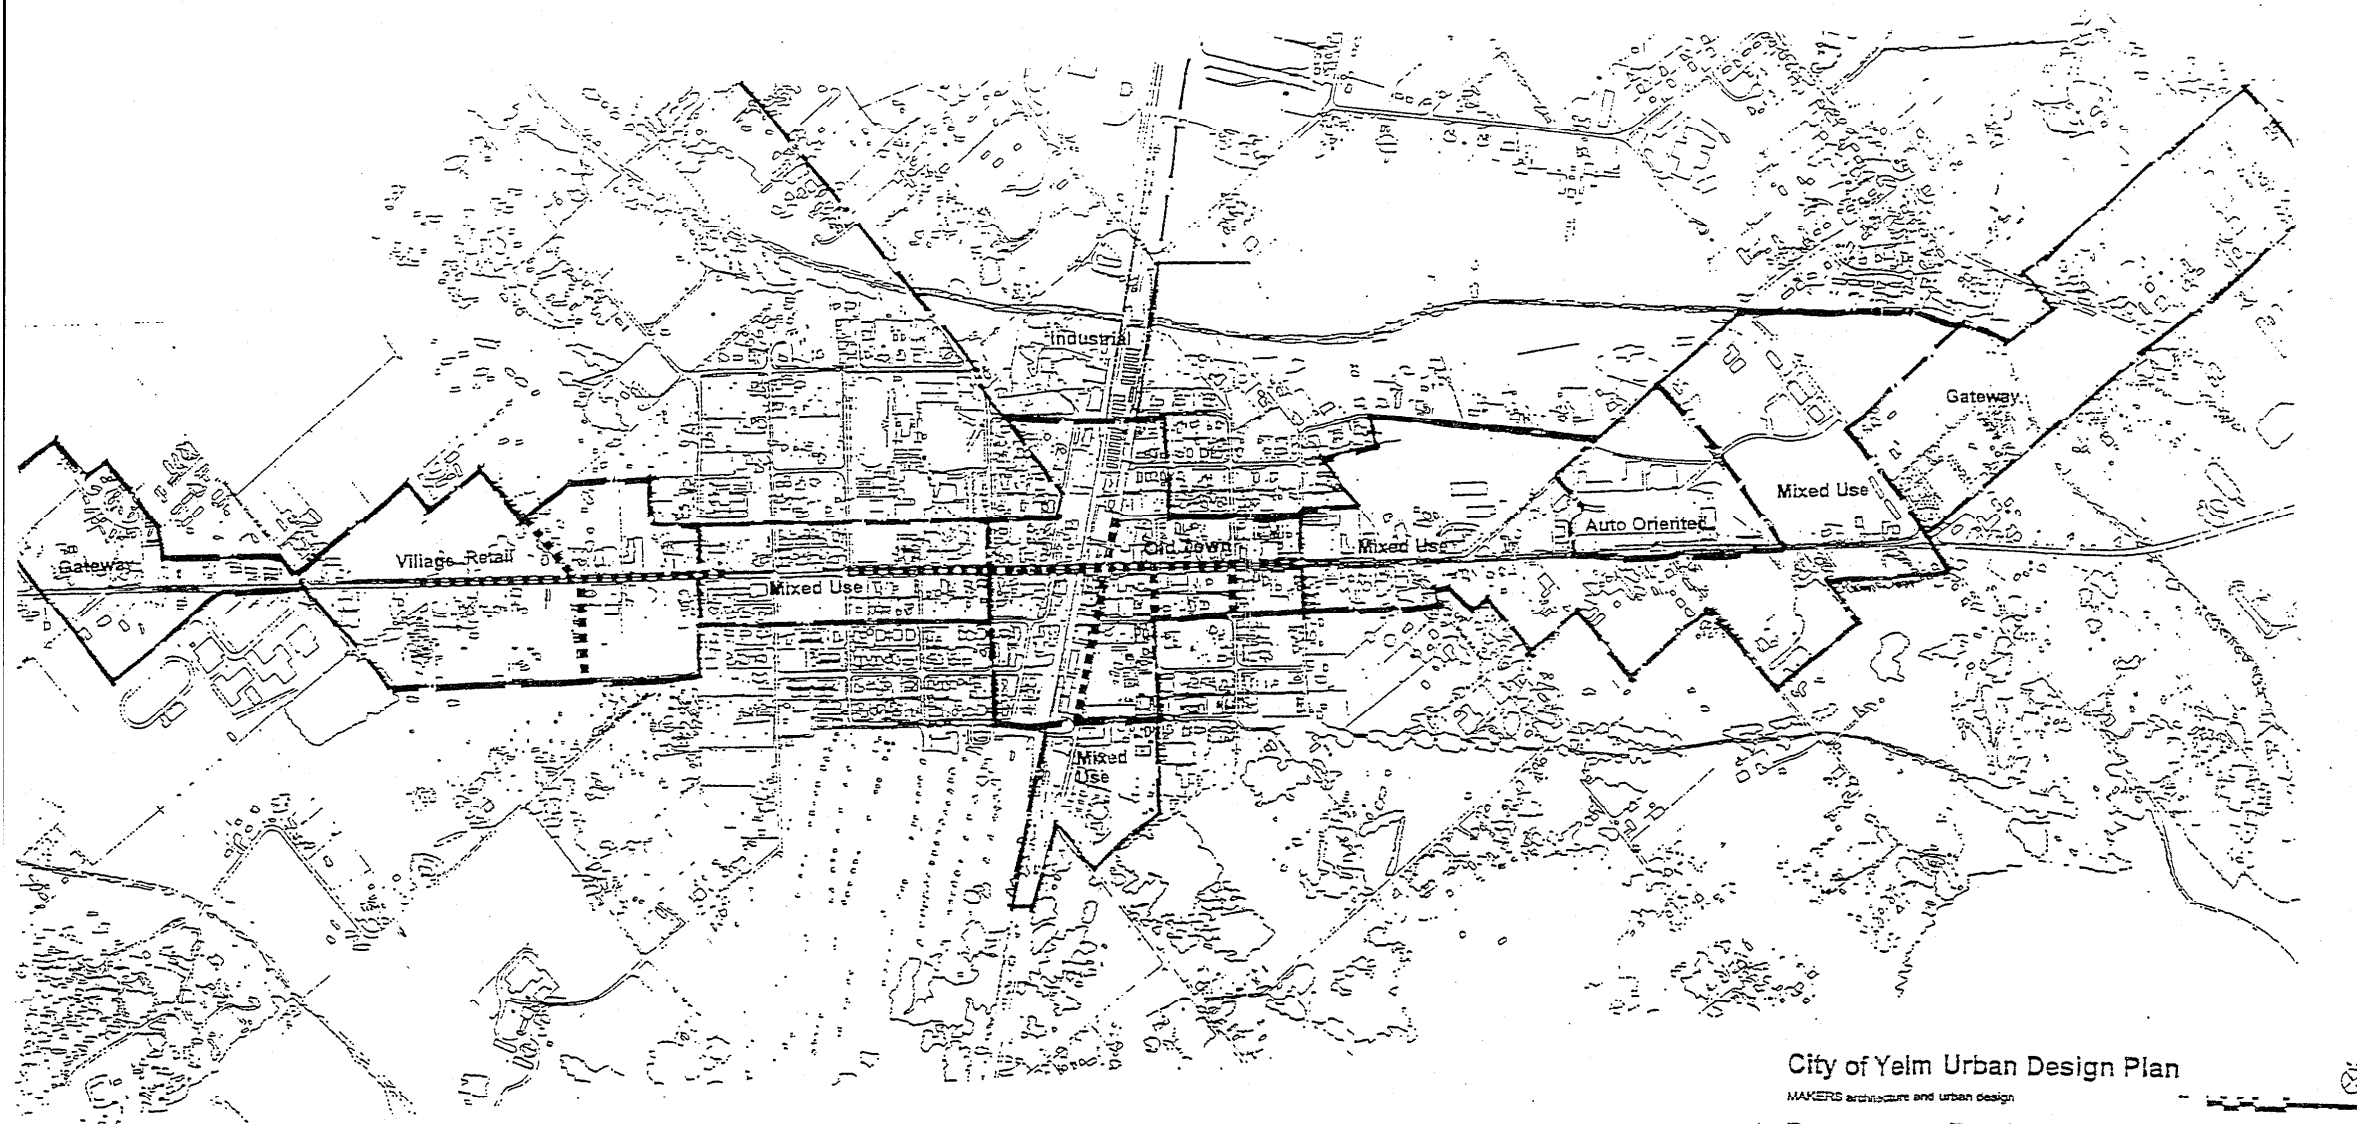 Industrial
Gateway
Mixed Use
Auto Oriented
Old Town
Mixed Use
Village Retail
Gateway
Mixed Use
Mixed
Use
City of Yelm Urban Design Plan
MAKERS architecture and urban design